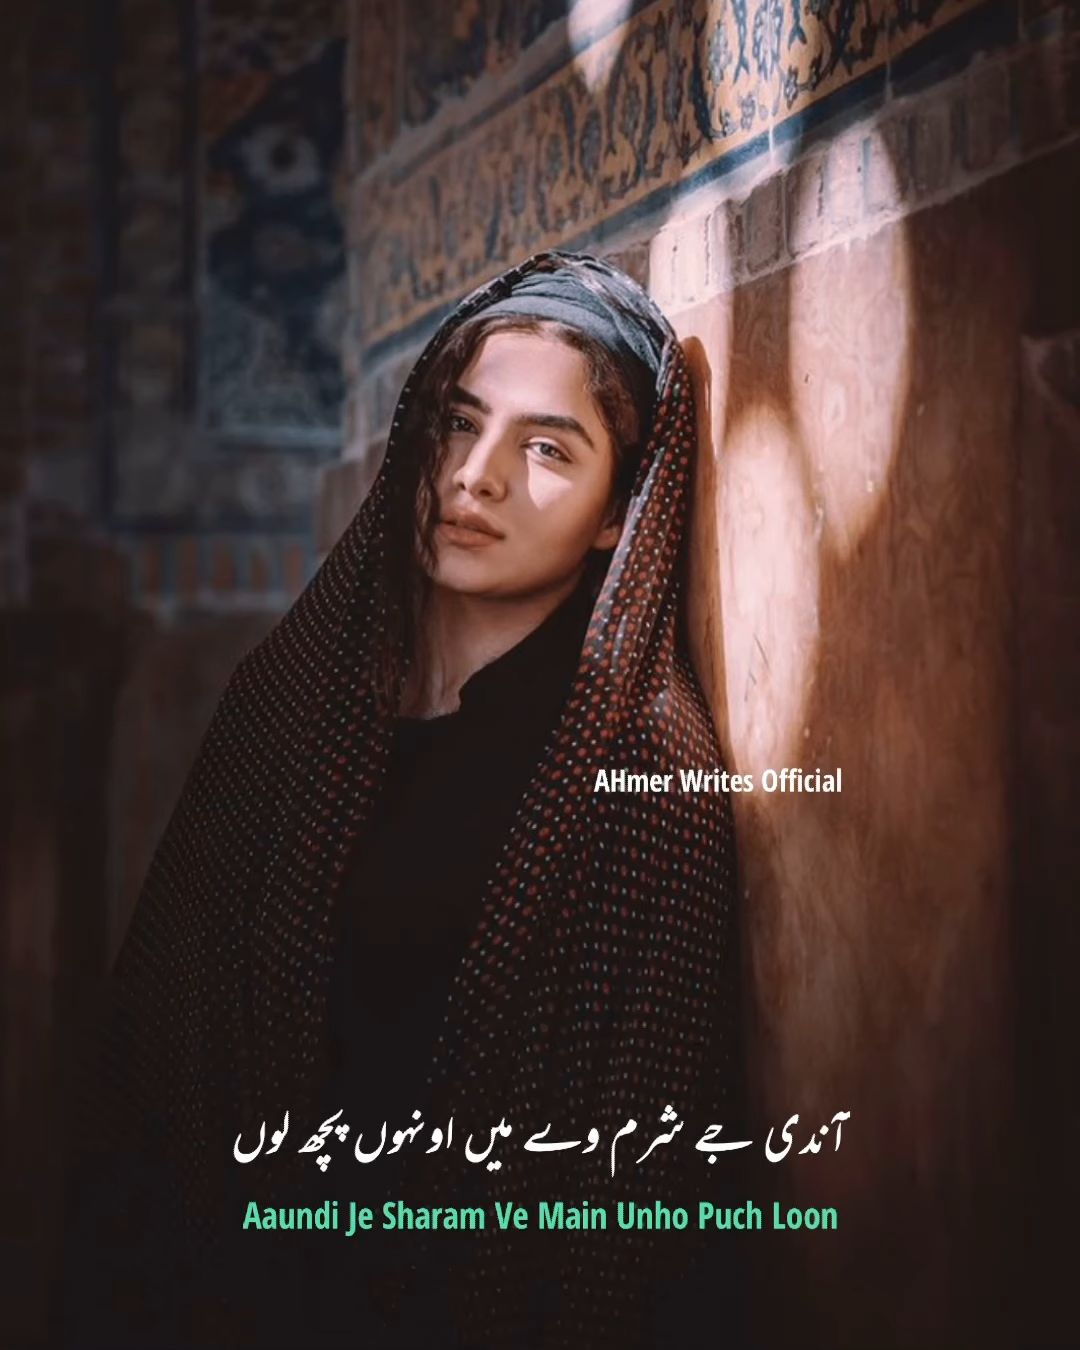 AHmer Writes Official
آندی جے شرم وے میں اونہوں پچھ لوں
Aaundi Je Sharam Ve Main Unho Puch Loon